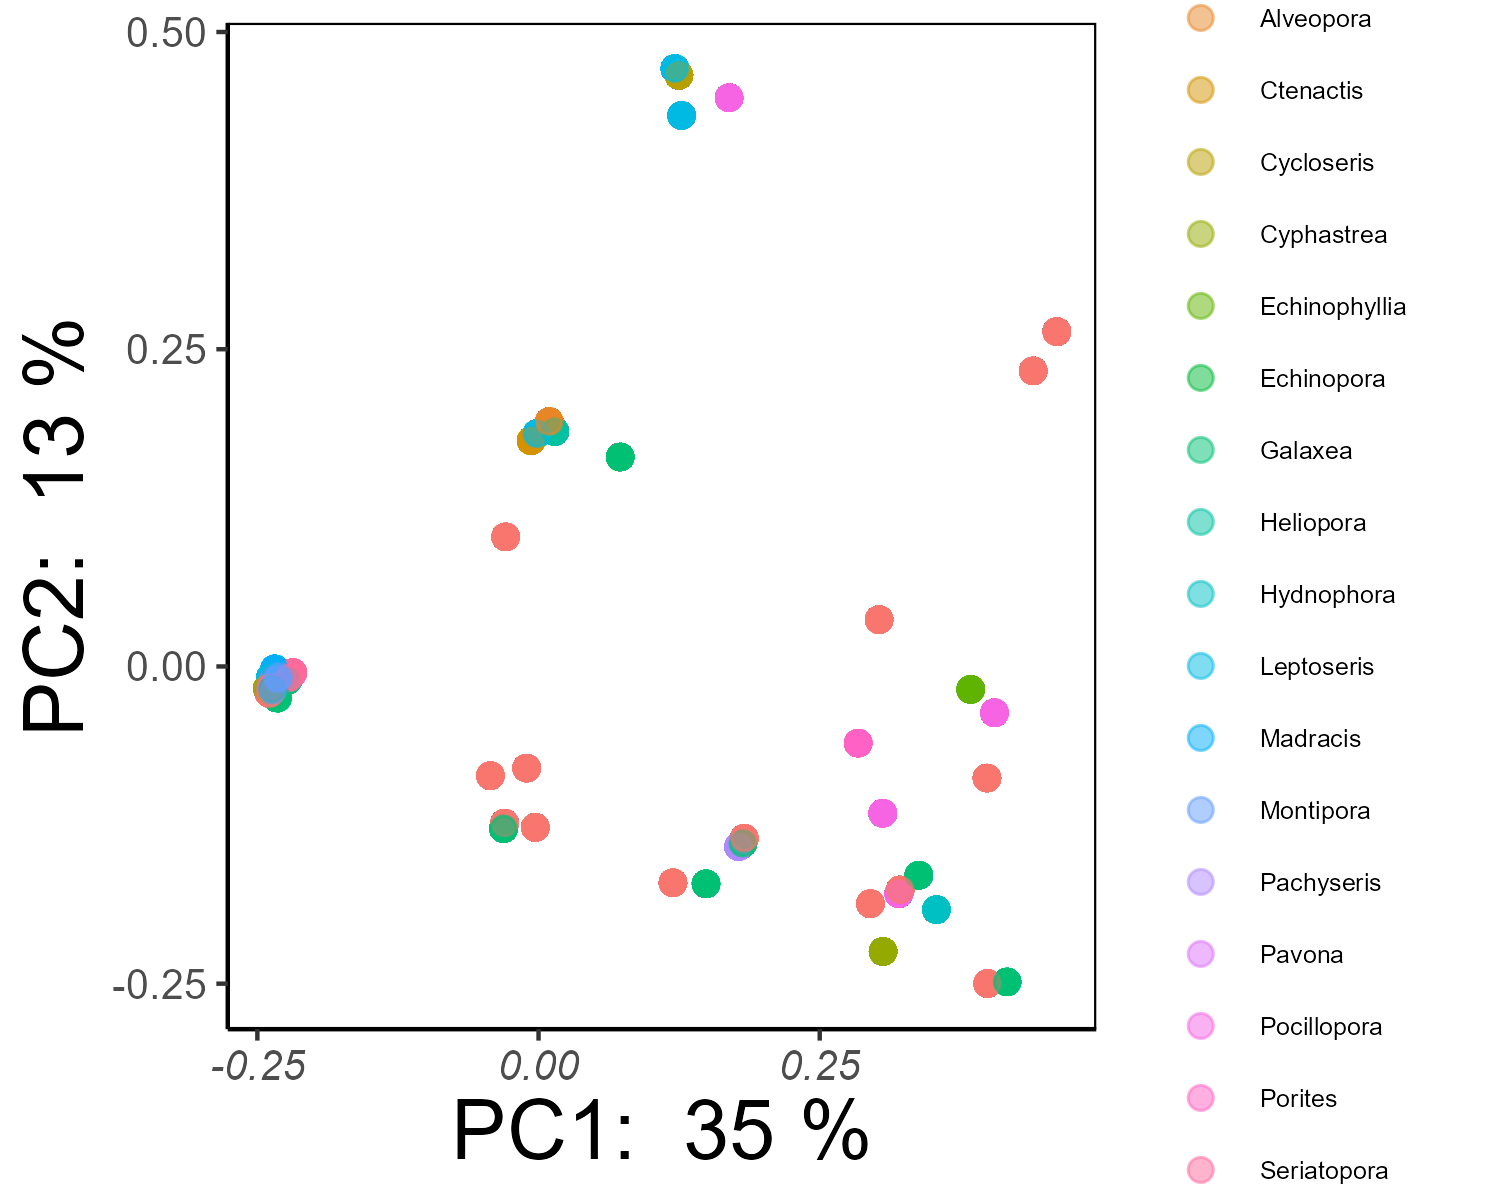 0.50
0.25
0.00
-0.25
PC2: 13 %
-0.25 0.00 0.25
PC1: 35 %
Alveopora
Ctenactis
Cycloseris
Cyphastrea
Echinophyllia
Echinopora
Galaxea
Heliopora
Hydnophora
Leptoseris
Madracis
Montipora
Pachyseris
Pavona
Pocillopora
Porites
Seriatopora